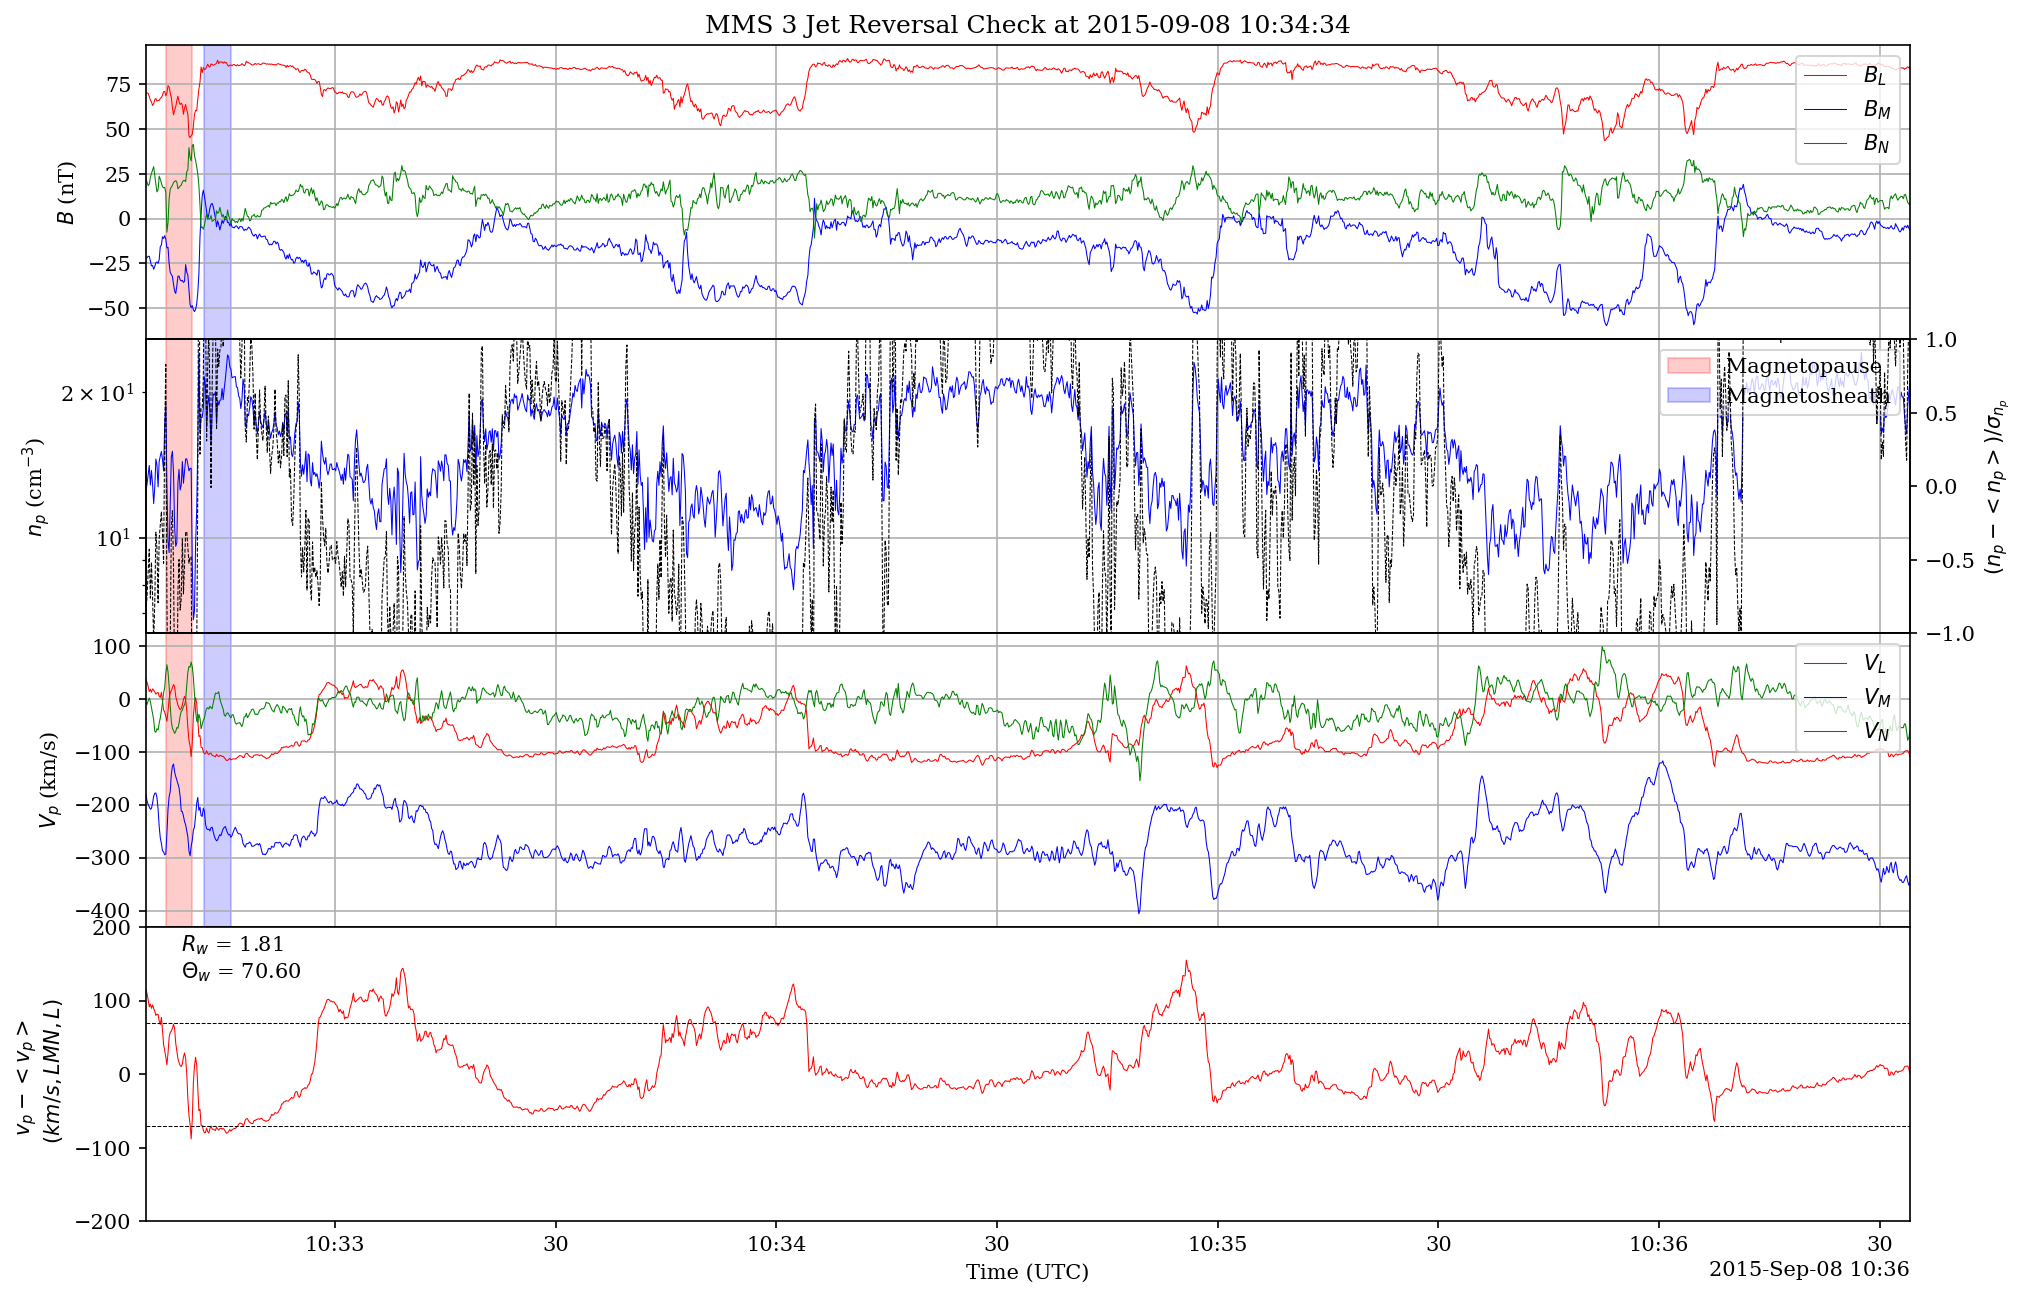 MMS 3 Jet Reversal Check at 2015-09-08 10:34:34
75
50
25
0
−25
−50
B (nT)
B_L
B_M
B_N
2 × 10^1
10^1
n_p (cm^−3)
1.0
0.5
0.0
−0.5
−1.0
(n_p − < n_p > )/σ_{n_p}
Magnetopause
Magnetosheath
100
0
−100
−200
−300
−400
V_p (km/s)
V_L
V_M
V_N
200
100
0
−100
−200
v_p − < v_p >
(km/s, LMN, L)
R_w = 1.81
Θ_w = 70.60
10:33
30
10:34
30
10:35
30
10:36
30
Time (UTC)
2015-Sep-08 10:36